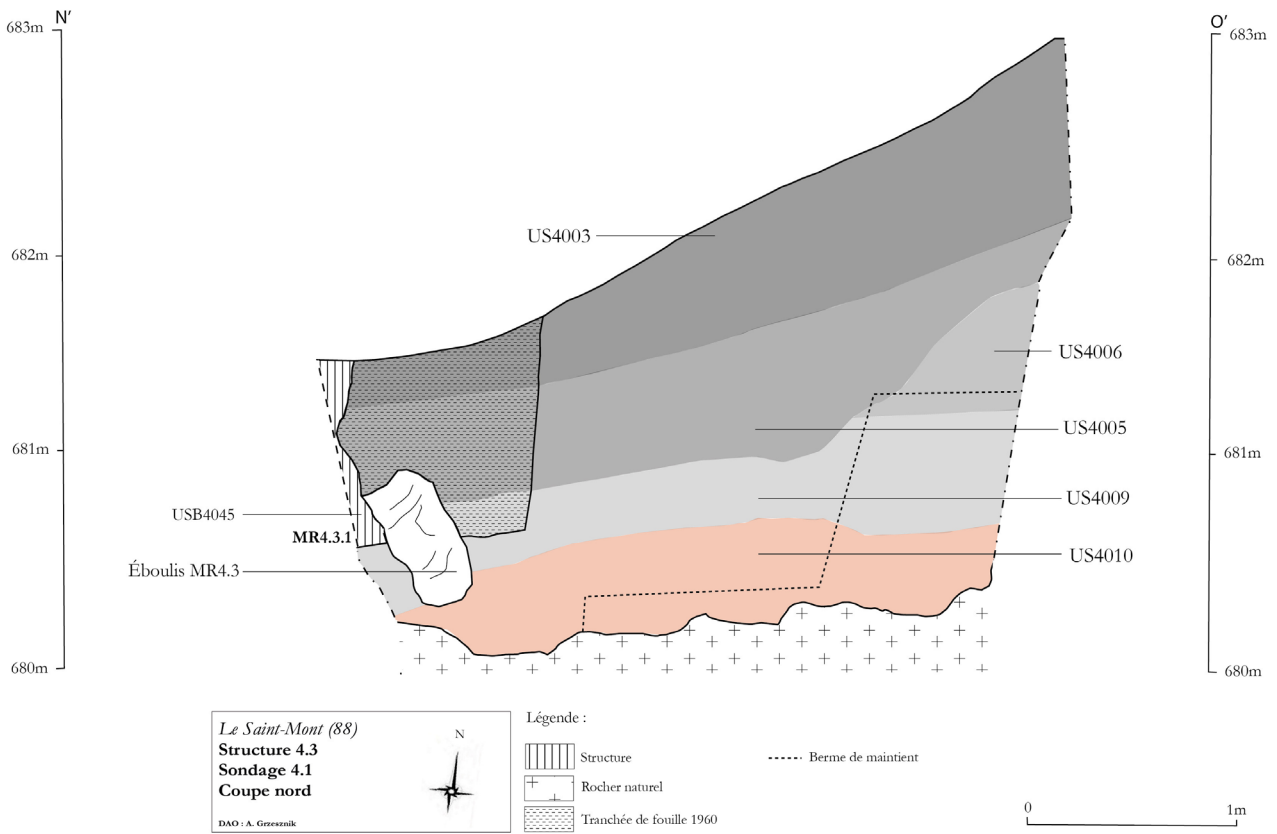 N’
O’
683m
683m
US4003
682m
682m
US4006
US4005
681m
681m
US4009
USB4045
MR4.3.1
US4010
Éboulis MR4.3
680m
680m
Le Saint-Mont (88)
Structure 4.3
Sondage 4.1
Coupe nord
DAO : A. Grzesznik
N
Légende :
Structure
Berme de maintient
Rocher naturel
Tranchée de fouille 1960
0
1m